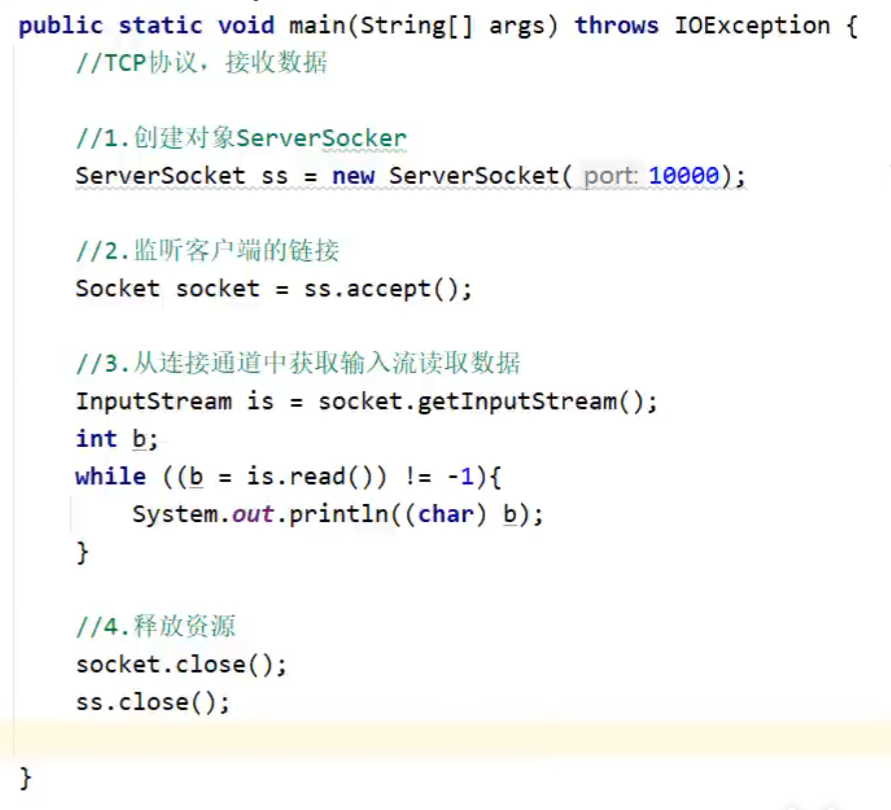 public static void main(String[] args) throws IOException {
//TCP协议，接收数据
//1.创建对象ServerSocker
ServerSocket ss = new ServerSocket( port: 10000);
//2.监听客户端的链接
Socket socket = ss.accept();
//3.从连接通道中获取输入流读取数据
InputStream is = socket.getInputStream();
int b;
while ((b = is.read()) != -1){
System.out.println((char) b);
}
//4.释放资源
socket.close();
ss.close();
}